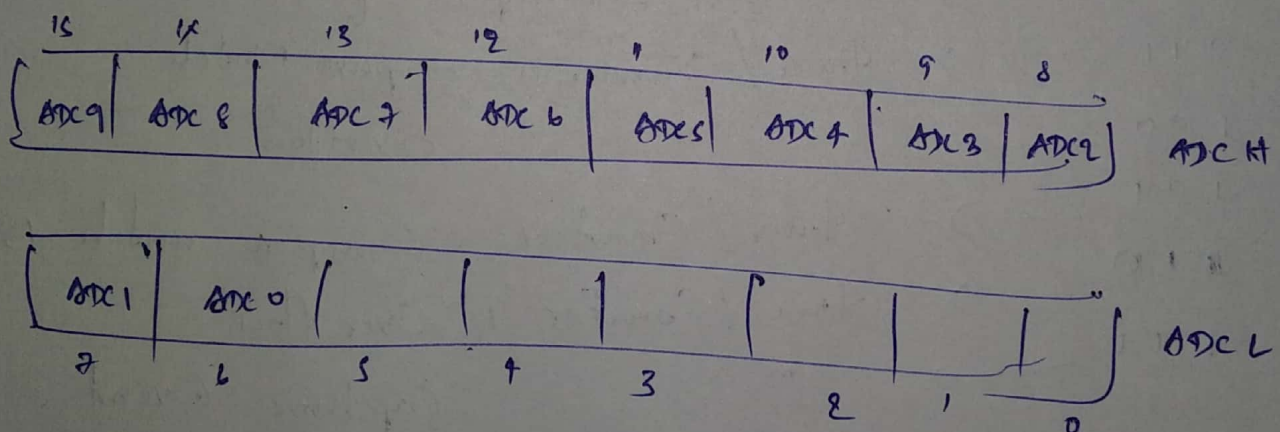 15 14 13 12 11 10 9 8
ADC9 ADC8 ADC7 ADC6 ADC5 ADC4 ADC3 ADC2 ADCH
ADC1 ADC0 ADCL
7 6 5 4 3 2 1 0